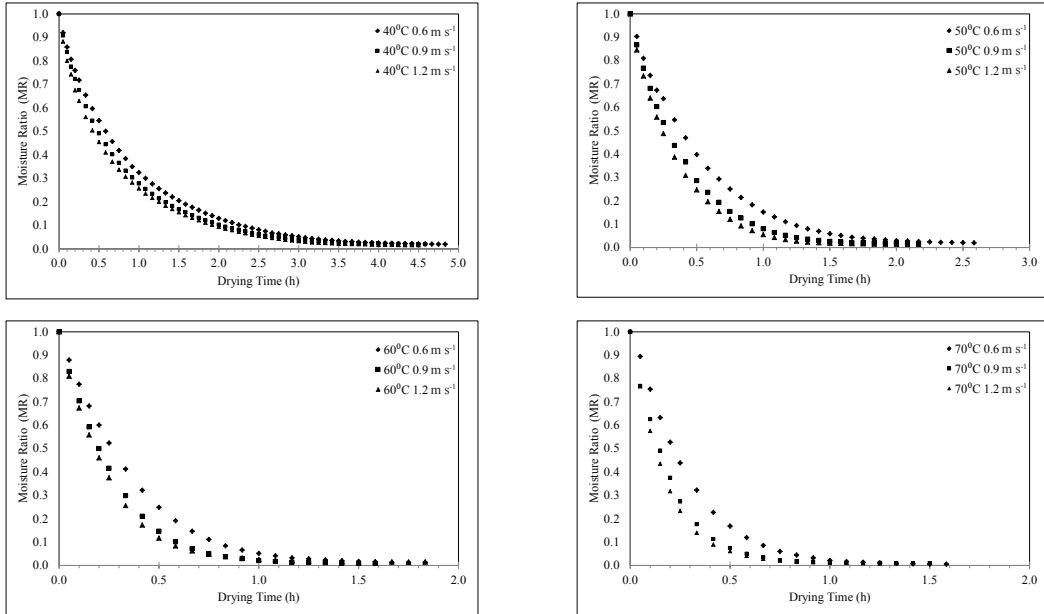 1.0
0.9
0.8
0.7
0.6
0.5
0.4
0.3
0.2
0.1
0.0
Moisture Ratio (MR)
40⁰C 0.6 m s⁻¹
40⁰C 0.9 m s⁻¹
40⁰C 1.2 m s⁻¹
0.0 0.5 1.0 1.5 2.0 2.5 3.0 3.5 4.0 4.5 5.0
Drying Time (h)
1.0
0.9
0.8
0.7
0.6
0.5
0.4
0.3
0.2
0.1
0.0
Moisture Ratio (MR)
50⁰C 0.6 m s⁻¹
50⁰C 0.9 m s⁻¹
50⁰C 1.2 m s⁻¹
0.0 0.5 1.0 1.5 2.0 2.5 3.0
Drying Time (h)
1.0
0.9
0.8
0.7
0.6
0.5
0.4
0.3
0.2
0.1
0.0
Moisture Ratio (MR)
60⁰C 0.6 m s⁻¹
60⁰C 0.9 m s⁻¹
60⁰C 1.2 m s⁻¹
0.0 0.5 1.0 1.5 2.0
Drying Time (h)
1.0
0.9
0.8
0.7
0.6
0.5
0.4
0.3
0.2
0.1
0.0
Moisture Ratio (MR)
70⁰C 0.6 m s⁻¹
70⁰C 0.9 m s⁻¹
70⁰C 1.2 m s⁻¹
0.0 0.5 1.0 1.5 2.0
Drying Time (h)